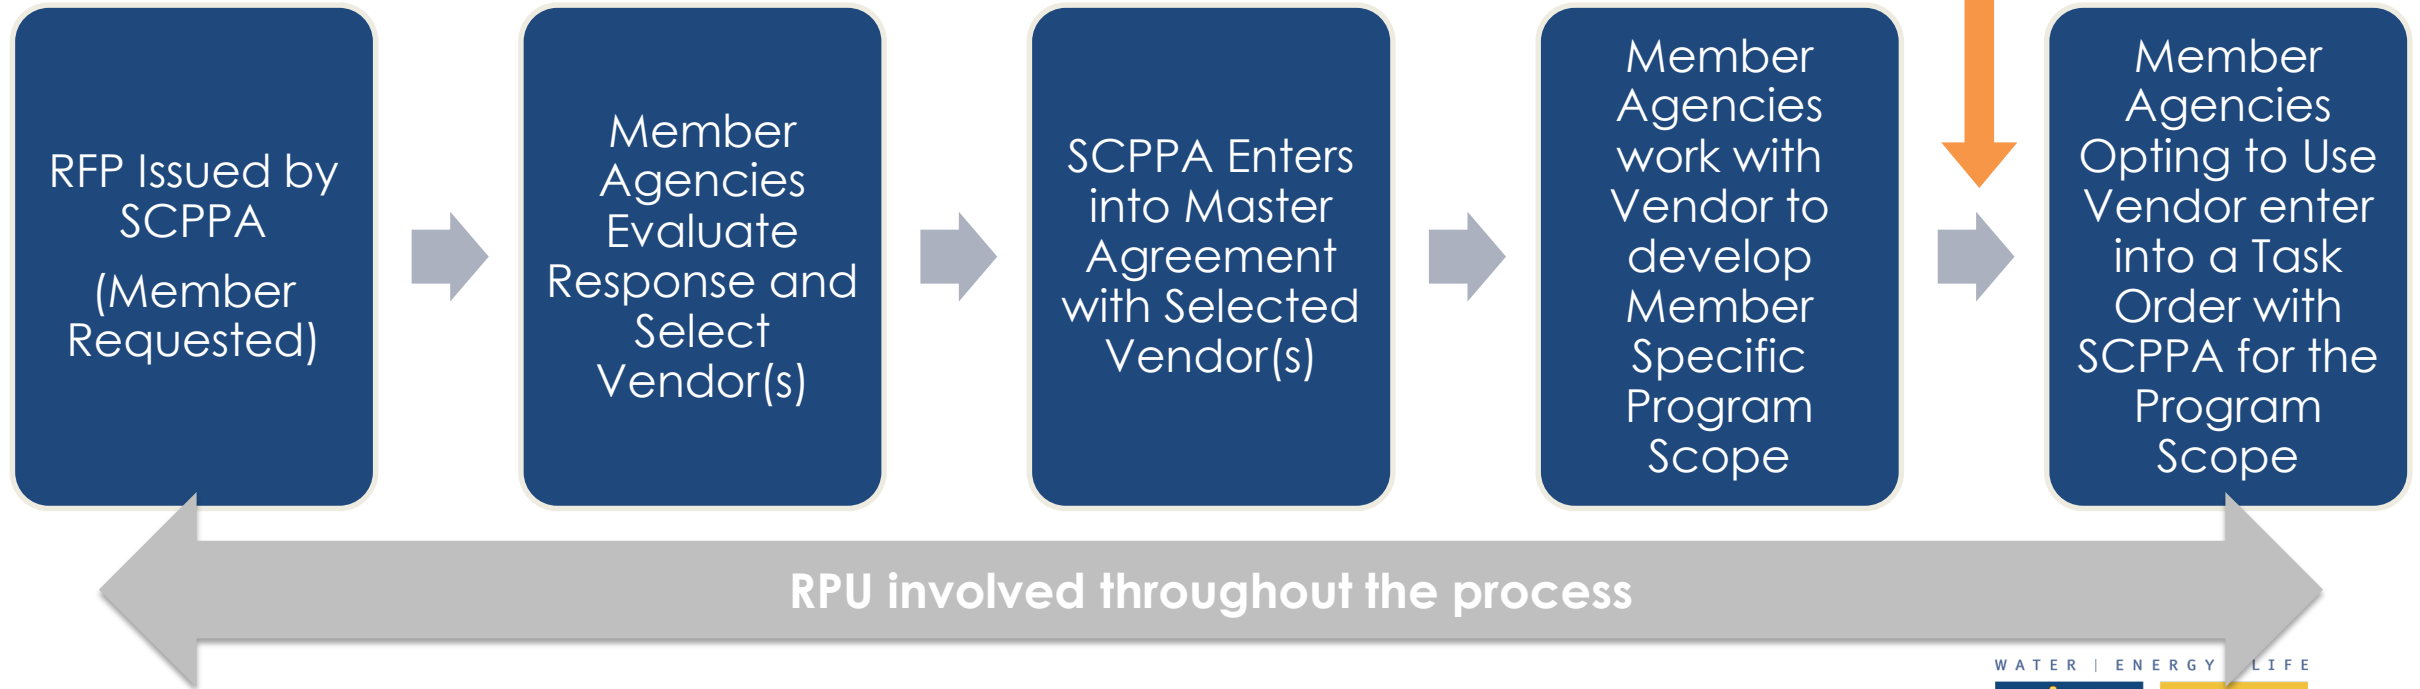 RFP Issued by
SCPPA
(Member
Requested)
Member
Agencies
Evaluate
Response and
Select
Vendor(s)
SCPPA Enters
into Master
Agreement
with Selected
Vendor(s)
Member
Agencies
work with
Vendor to
develop
Member
Specific
Program
Scope
Member
Agencies
Opting to Use
Vendor enter
into a Task
Order with
SCPPA for the
Program
Scope
RPU involved throughout the process
WATER | ENERGY LIFE